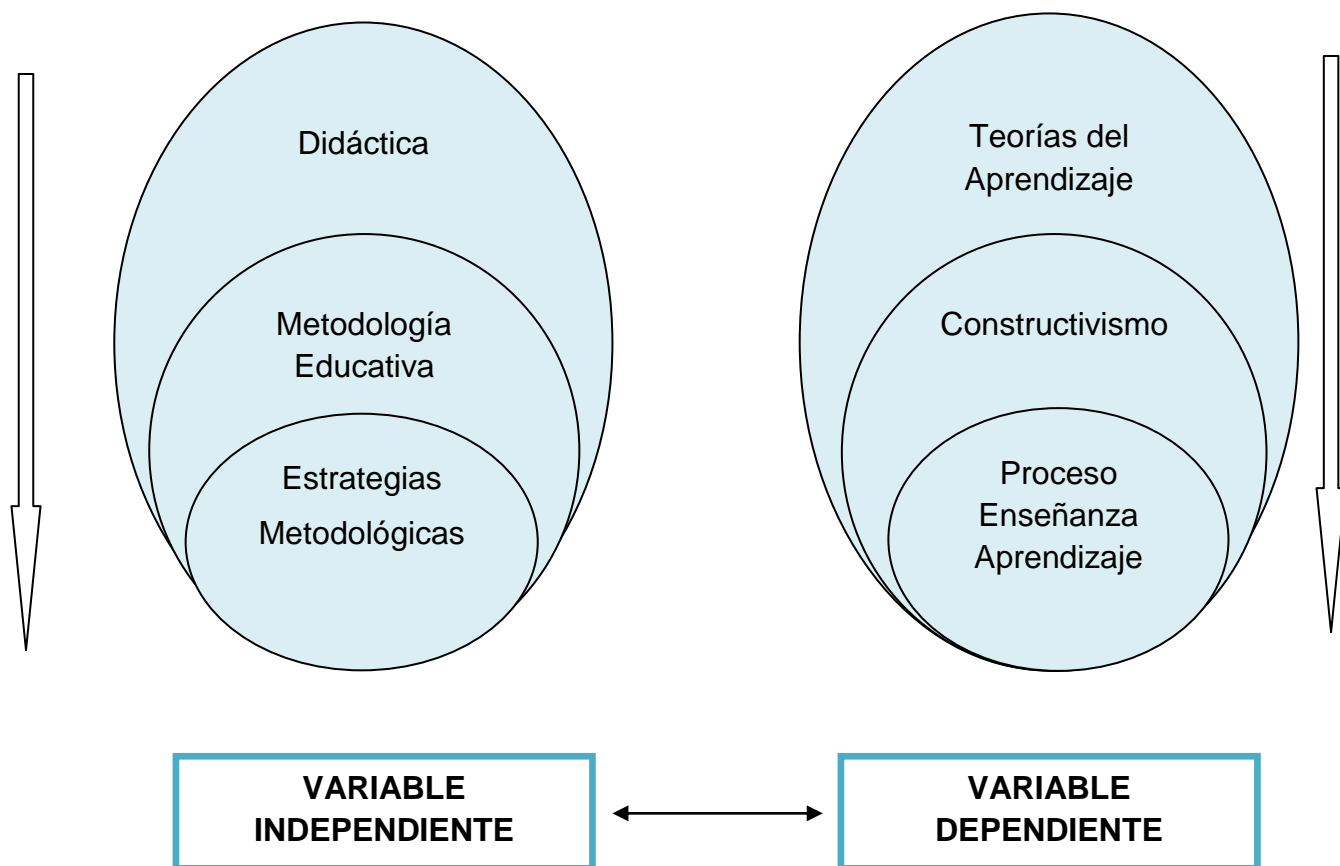 Didáctica
Metodología
Educativa
Estrategias
Metodológicas
Teorías del
Aprendizaje
Constructivismo
Proceso
Enseñanza
Aprendizaje
VARIABLE
INDEPENDIENTE
VARIABLE
DEPENDIENTE